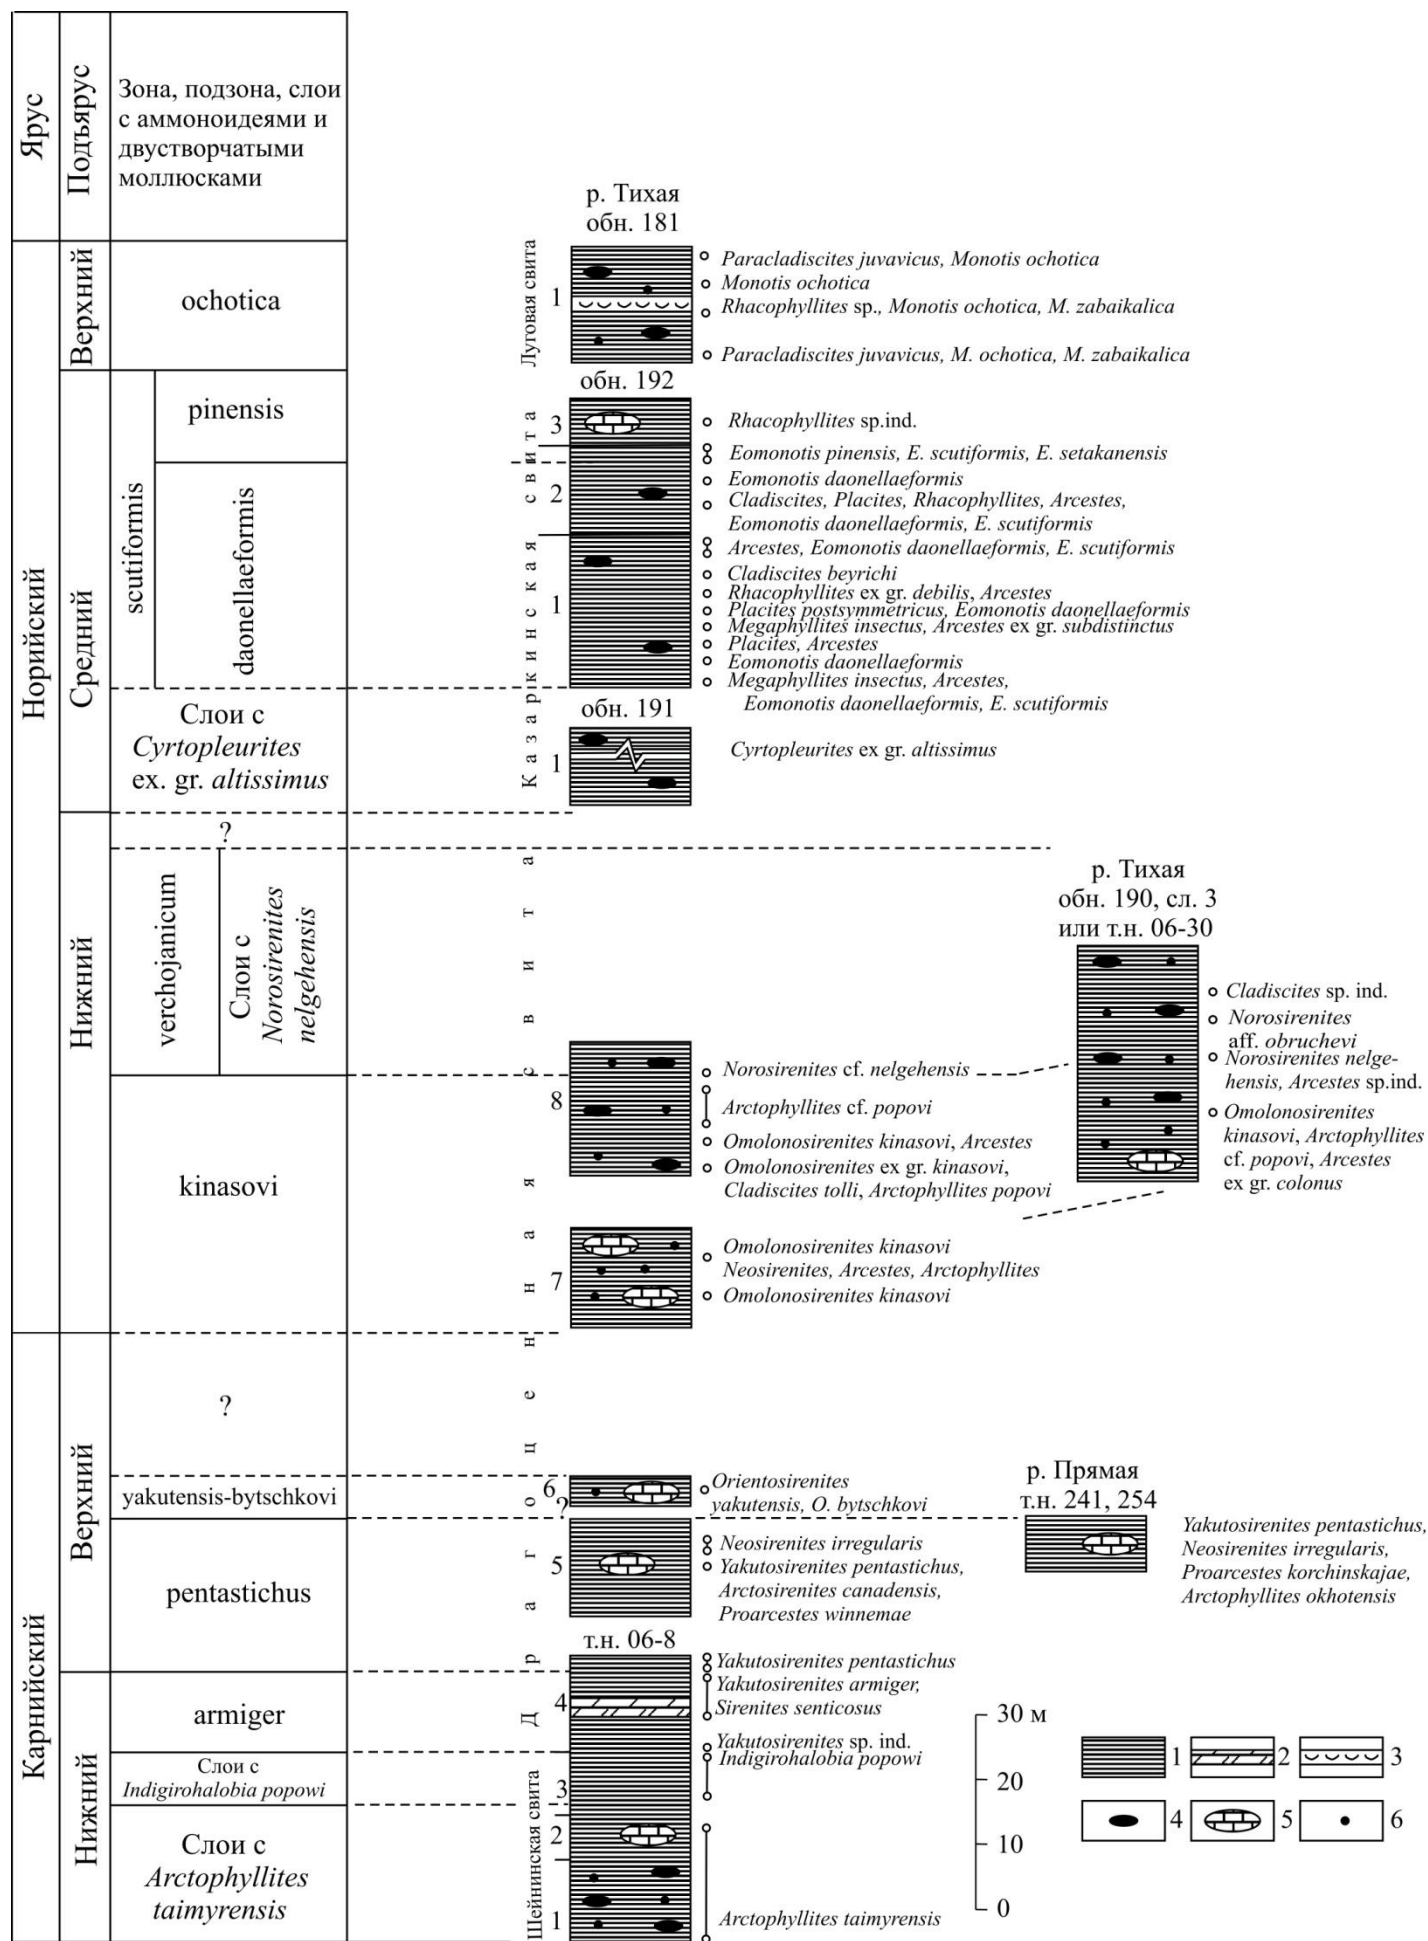 Ярус
Подъярус
Зона, подзона, слои
с аммоноидеями и
двустворчатыми
моллюсками
Норийский
Карнийский
Верхний
Средний
Нижний
Верхний
Нижний
ochotica
scutiformis
pinensis
daonellaeformis
Слои с
Cyrtopleurites
ex. gr. altissimus
?
verchojanicum
Слои с
Norosirenites
nelgehensis
kinasovi
?
yakutensis-bytschkovi
pentastichus
armiger
Слои с
Indigirohalobia popowi
Слои с
Arctophyllites
taimyrensis
Луговая свита
Казаркинская свита
Драгоценная свита
Шейнинская свита
р. Тихая
обн. 181
1
Paracladiscites juvavicus, Monotis ochotica
Monotis ochotica
Rhacophyllites sp., Monotis ochotica, M. zabaikalica
Paracladiscites juvavicus, M. ochotica, M. zabaikalica
обн. 192
3
Rhacophyllites sp.ind.
Eomonotis pinensis, E. scutiformis, E. setakanensis
2
Eomonotis daonellaeformis
Cladiscites, Placites, Rhacophyllites, Arcestes,
Eomonotis daonellaeformis, E. scutiformis
1
Arcestes, Eomonotis daonellaeformis, E. scutiformis
Cladiscites beyrichi
Rhacophyllites ex gr. debilis, Arcestes
Placites postsymmetricus, Eomonotis daonellaeformis
Megaphyllites insectus, Arcestes ex gr. subdistinctus
Placites, Arcestes
Eomonotis daonellaeformis
Megaphyllites insectus, Arcestes,
Eomonotis daonellaeformis, E. scutiformis
обн. 191
1
Cyrtopleurites ex gr. altissimus
р. Тихая
обн. 190, сл. 3
или т.н. 06-30
Cladiscites sp. ind.
Norosirenites
aff. obruchevi
Norosirenites nelge-
hensis, Arcestes sp.ind.
Omolonosirenites
kinasovi, Arctophyllites
cf. popovi, Arcestes
ex gr. colonus
8
Norosirenites cf. nelgehensis
Arctophyllites cf. popovi
Omolonosirenites kinasovi, Arcestes
Omolonosirenites ex gr. kinasovi,
Cladiscites tolli, Arctophyllites popovi
7
Omolonosirenites kinasovi
Neosirenites, Arcestes, Arctophyllites
Omolonosirenites kinasovi
6
?
Orientosirenites
yakutensis, O. bytschkovi
5
Neosirenites irregularis
Yakutosirenites pentastichus,
Arctosirenites canadensis,
Proarcestes winnemae
р. Прямая
т.н. 241, 254
Yakutosirenites pentastichus,
Neosirenites irregularis,
Proarcestes korchinskajae,
Arctophyllites okhotensis
т.н. 06-8
4
Yakutosirenites pentastichus
Yakutosirenites armiger,
Sirenites senticosus
Yakutosirenites sp. ind.
Indigirohalobia popowi
3
2
1
Arctophyllites taimyrensis
30 м
20
10
0
1
2
3
4
5
6